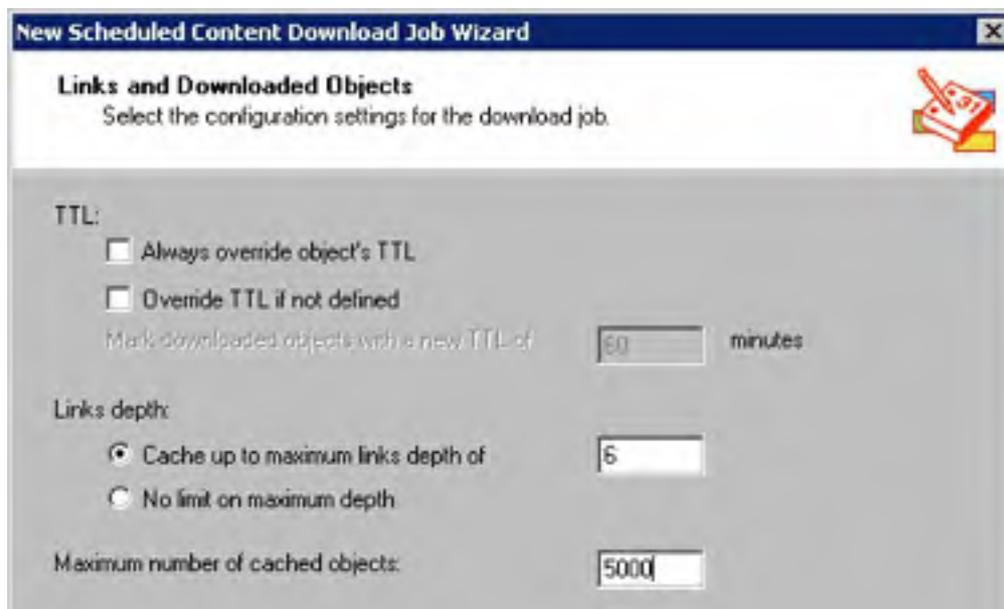 New Scheduled Content Download Job Wizard
Links and Downloaded Objects
Select the configuration settings for the download job.
31
TTL:
Always override object's TTL
Override TTL if not defined
Mark downloaded objects with a new TTL of 60 minutes
Links depth:
Cache up to maximum links depth of 6
No limit on maximum depth
Maximum number of cached objects: 5000